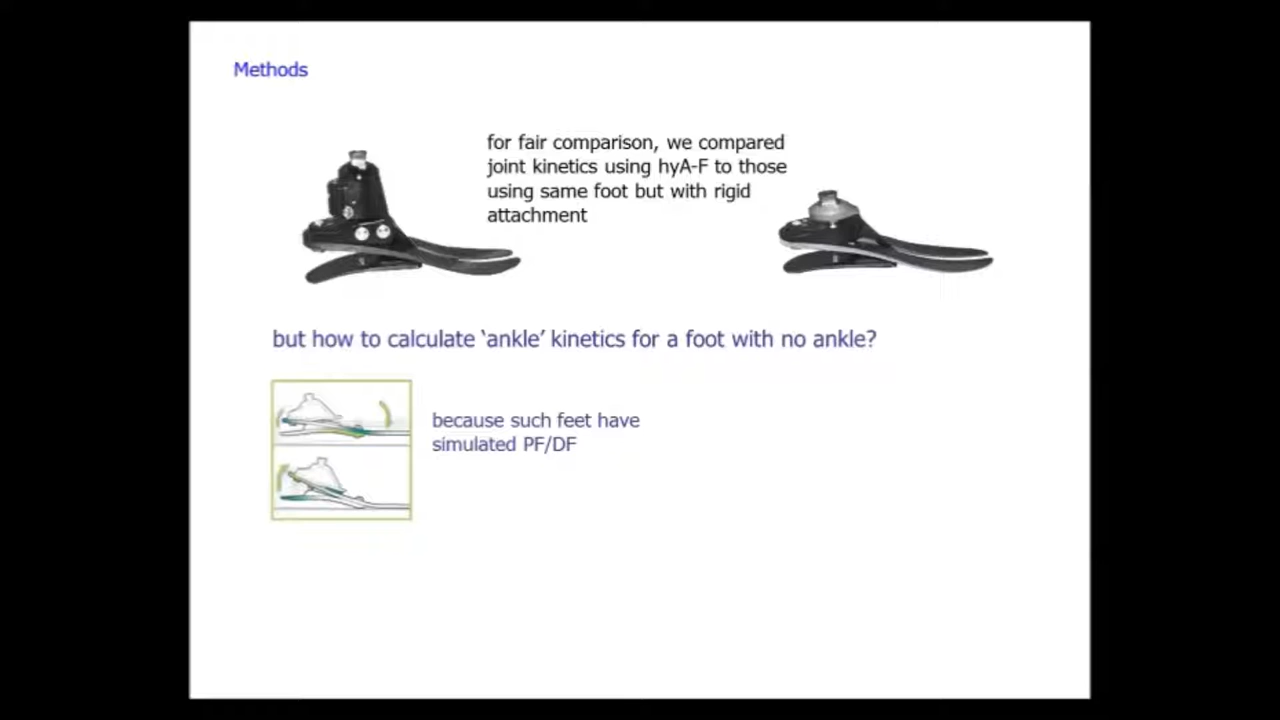 Methods
for fair comparison, we compared
joint kinetics using hyA-F to those
using same foot but with rigid
attachment
but how to calculate ‘ankle’ kinetics for a foot with no ankle?
because such feet have
simulated PF/DF